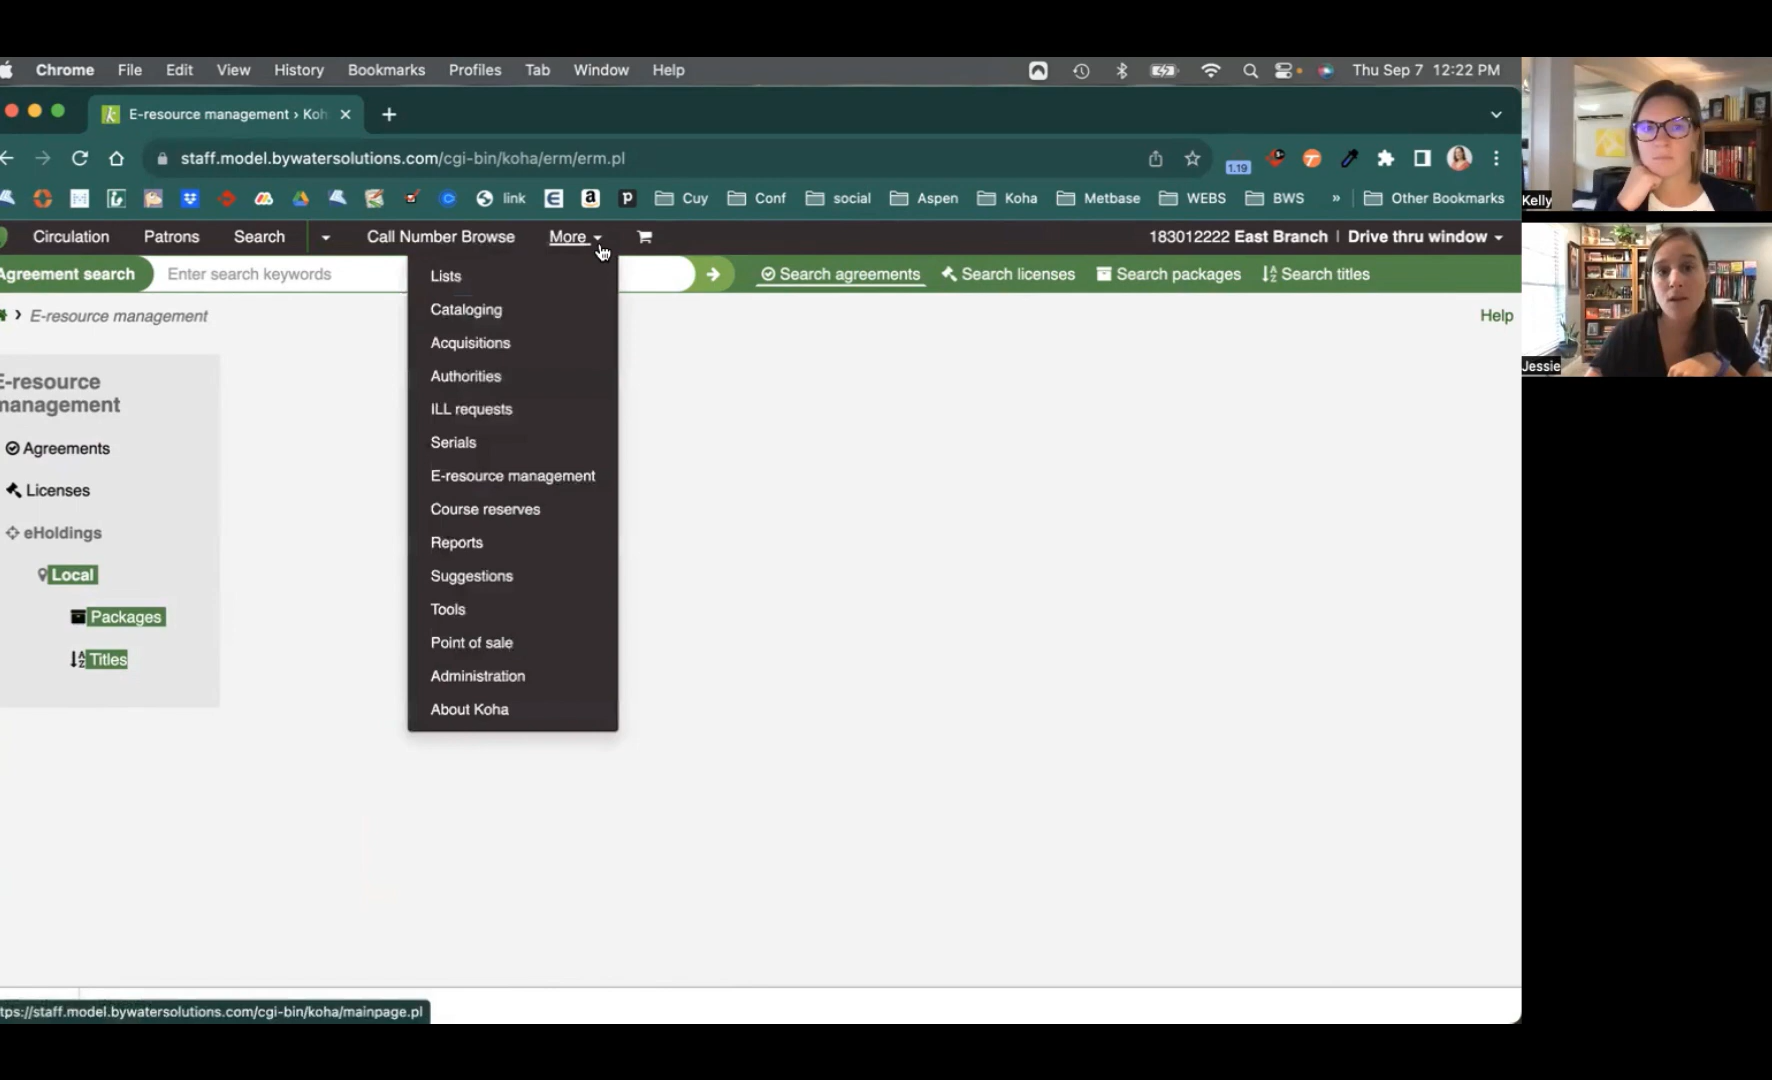 Chrome File Edit View History Bookmarks Profiles Tab Window Help Thu Sep 7 12:22 PM
E-resource management › Koh
staff.model.bywatersolutions.com/cgi-bin/koha/erm/erm.pl 1.19
link Cuy Conf social Aspen Koha Metbase WEBS BWS » Other Bookmarks
Circulation Patrons Search Call Number Browse More 183012222 East Branch | Drive thru window
Agreement search Enter search keywords Search agreements Search licenses Search packages Search titles
E-resource management Help
E-resource
management
Agreements
Licenses
eHoldings
Local
Packages
Titles
Lists
Cataloging
Acquisitions
Authorities
ILL requests
Serials
E-resource management
Course reserves
Reports
Suggestions
Tools
Point of sale
Administration
About Koha
tps://staff.model.bywatersolutions.com/cgi-bin/koha/mainpage.pl
Kelly
Jessie